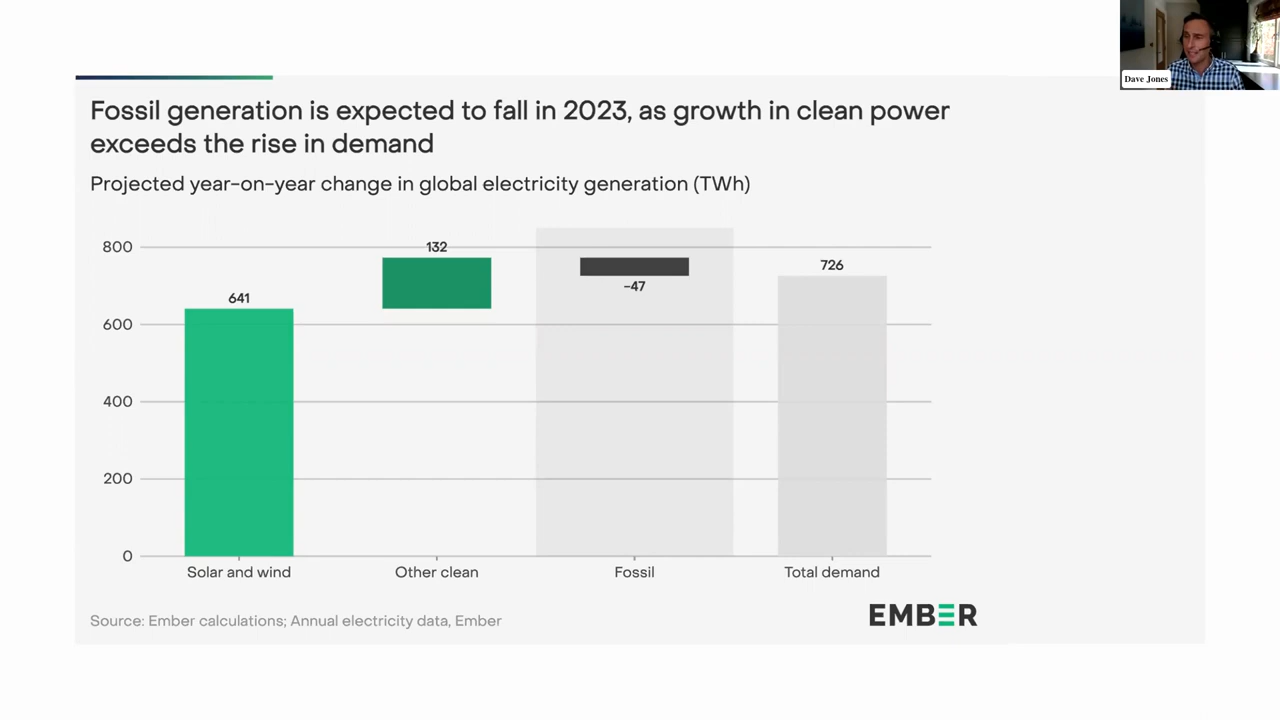 Dave Jones
Fossil generation is expected to fall in 2023, as growth in clean power
exceeds the rise in demand
Projected year-on-year change in global electricity generation (TWh)
800
600
400
200
0
641
132
−47
726
Solar and wind
Other clean
Fossil
Total demand
Source: Ember calculations; Annual electricity data, Ember
EMBER